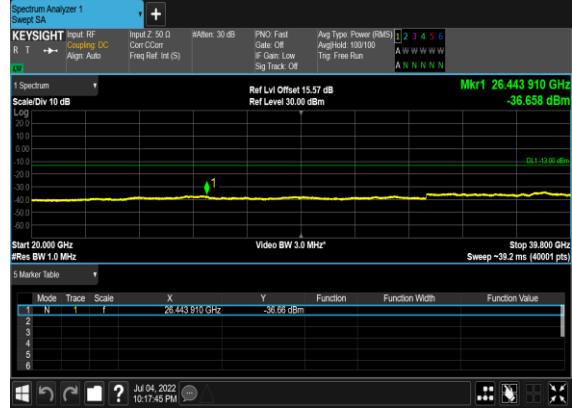 Spectrum Analyzer 1
Swept SA
+
KEYSIGHT Input: RF Input Z: 50 Ω #Atten: 30 dB PNO: Fast Avg Type: Power (RMS) 1 2 3 4 5 6
R T Coupling: DC Corr CCorr Gate: Off Avg|Hold: 100/100 A W W W W W
Align: Auto Freq Ref: Int (S) IF Gain: Low Trig: Free Run
Sig Track: Off A N N N N N
1 Spectrum Ref Lvl Offset 15.57 dB Mkr1 26.443 910 GHz
Scale/Div 10 dB Ref Level 30.00 dBm -36.658 dBm
Log
20.0
10.0
0.00
DL1 -13.00 dBm
-10.0
-20.0
1
-30.0
-40.0
-50.0
-60.0
Start 20.000 GHz Video BW 3.0 MHz* Stop 39.800 GHz
#Res BW 1.0 MHz Sweep ~39.2 ms (40001 pts)
5 Marker Table
Mode Trace Scale X Y Function Function Width Function Value
1 N 1 f 26.443 910 GHz -36.66 dBm
2
3
4
5
6
? Jul 04, 2022
10:17:45 PM